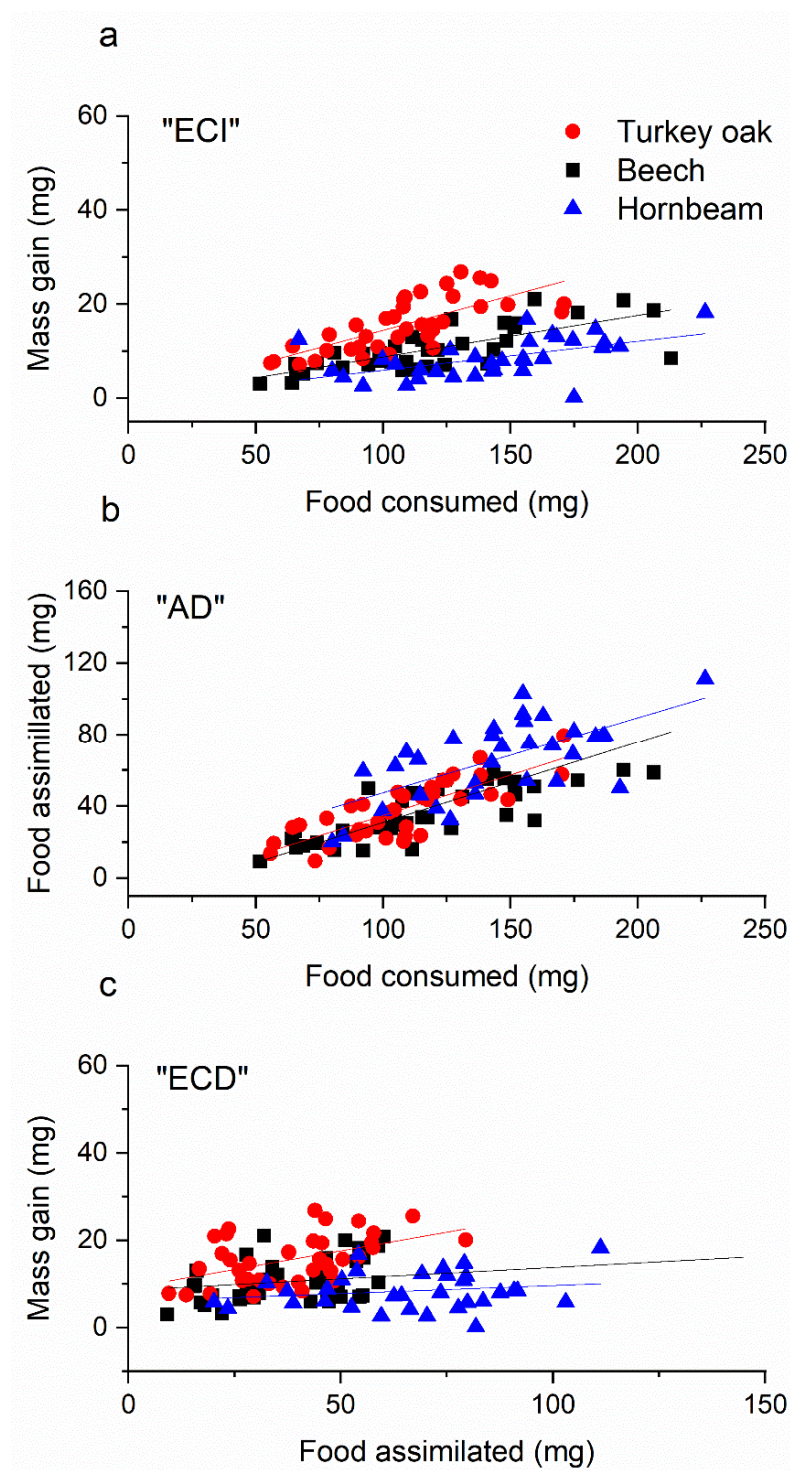 a
60
"ECI"
Turkey oak
Beech
Hornbeam
40
20
0
Mass gain (mg)
0 50 100 150 200 250
Food consumed (mg)
b
160
"AD"
120
80
40
0
Food assimillated (mg)
0 50 100 150 200 250
Food consumed (mg)
c
60
"ECD"
40
20
0
Mass gain (mg)
0 50 100 150
Food assimilated (mg)